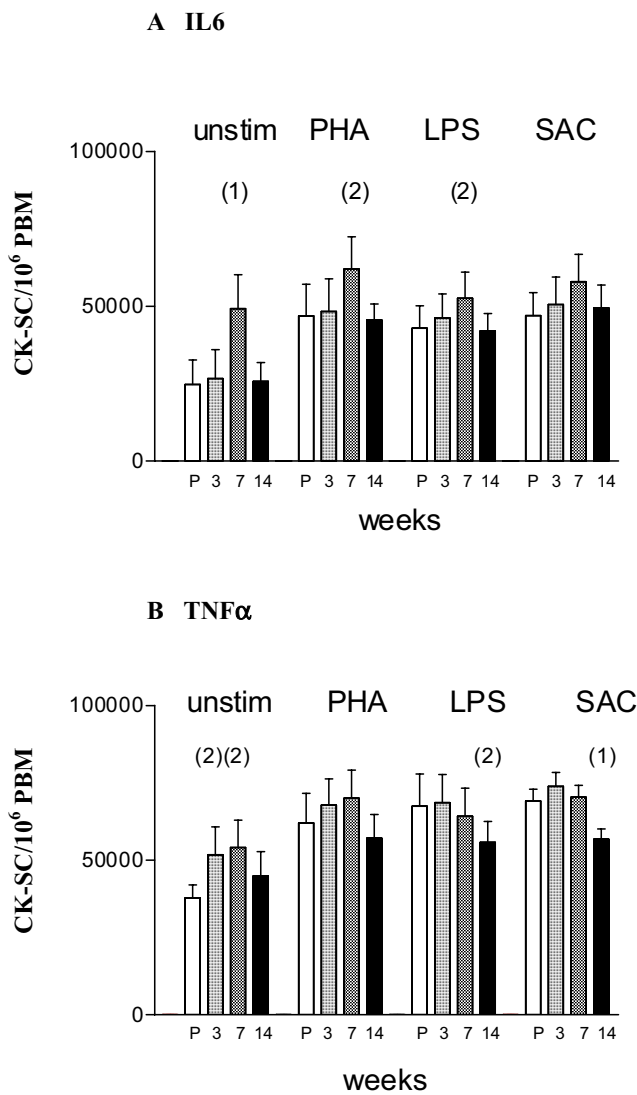 A IL6
unstim PHA LPS SAC
100000
(1) (2) (2)
50000
CK-SC/10⁶ PBM
0
P 3 7 14 P 3 7 14 P 3 7 14 P 3 7 14
weeks
B TNFα
unstim PHA LPS SAC
100000
(2)(2) (2) (1)
50000
CK-SC/10⁶ PBM
0
P 3 7 14 P 3 7 14 P 3 7 14 P 3 7 14
weeks